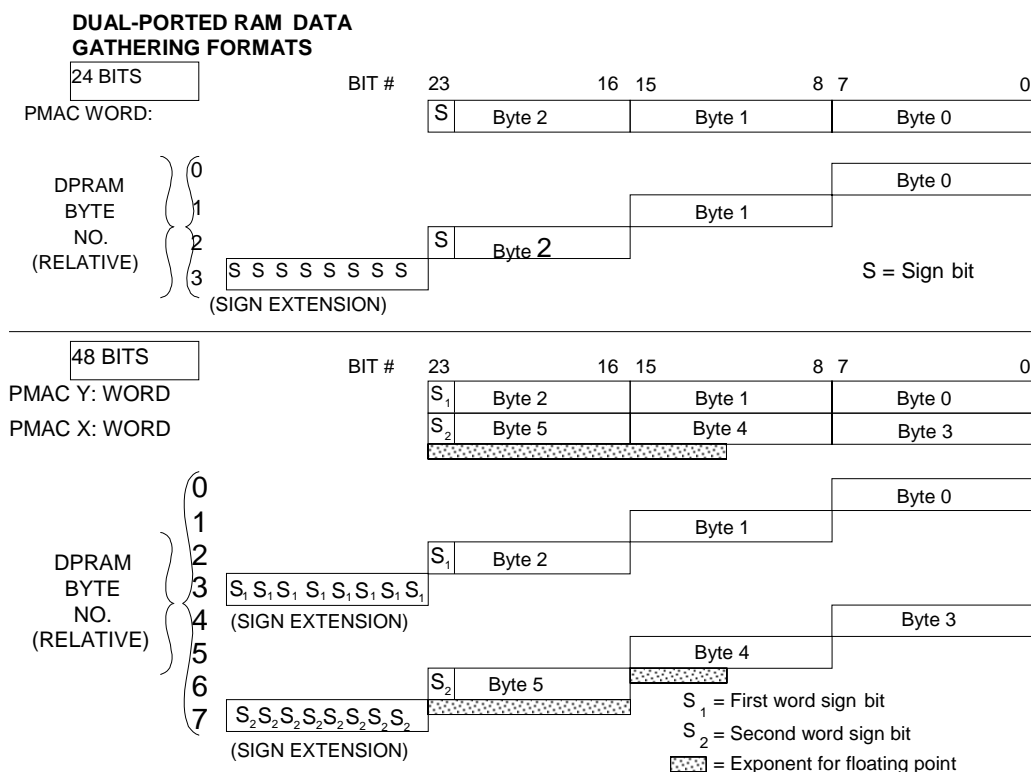 DUAL-PORTED RAM DATA
GATHERING FORMATS
24 BITS
BIT # 23 16 15 8 7 0
PMAC WORD:
S Byte 2 Byte 1 Byte 0
DPRAM
BYTE
NO.
(RELATIVE)
0 Byte 0
1 Byte 1
2 S Byte 2
3 S S S S S S S S
(SIGN EXTENSION)
S = Sign bit
48 BITS
BIT # 23 16 15 8 7 0
PMAC Y: WORD S1 Byte 2 Byte 1 Byte 0
PMAC X: WORD S2 Byte 5 Byte 4 Byte 3
DPRAM
BYTE
NO.
(RELATIVE)
0 Byte 0
1 Byte 1
2 S1 Byte 2
3 S1 S1 S1 S1 S1 S1 S1 S1
(SIGN EXTENSION)
4 Byte 3
5 Byte 4
6 S2 Byte 5
7 S2 S2 S2 S2 S2 S2 S2 S2
(SIGN EXTENSION)
S1 = First word sign bit
S2 = Second word sign bit
= Exponent for floating point